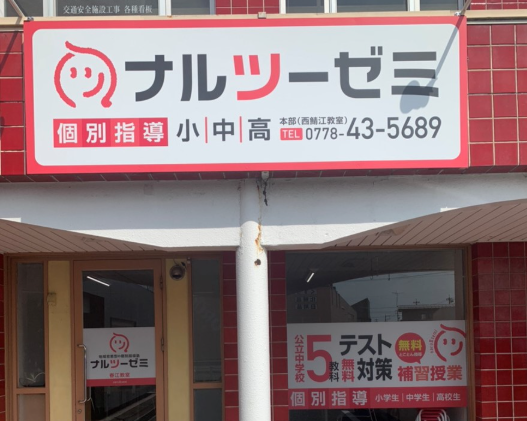 交通安全施設工事 各種看板
ナルツーゼミ
個別指導 小|中|高
本部(西鯖江教室)
TEL 0778-43-5689
ナルツーゼミ
公立中学校
5教科
テスト
無料対策
無料
補習授業
個別指導 小学生|中学生|高校生